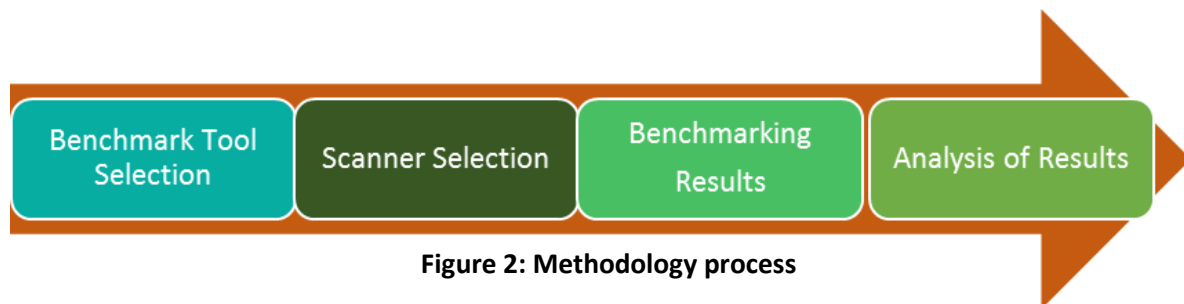 Benchmark Tool
Selection
Scanner Selection
Benchmarking
Results
Analysis of Results
Figure 2: Methodology process